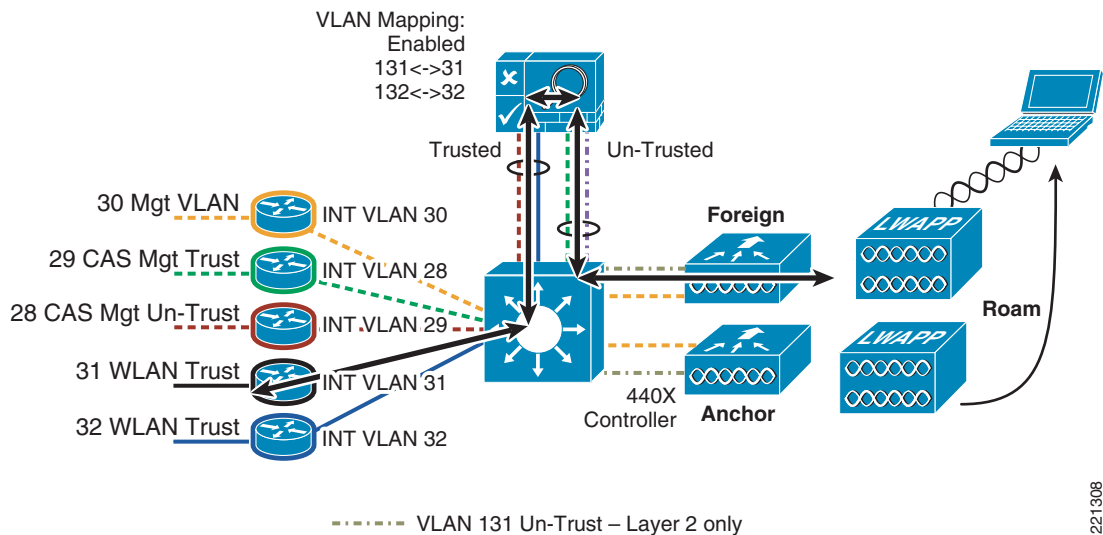 VLAN Mapping:
Enabled
131<->31
132<->32
Trusted
Un-Trusted
30 Mgt VLAN
INT VLAN 30
29 CAS Mgt Trust
INT VLAN 28
28 CAS Mgt Un-Trust
INT VLAN 29
31 WLAN Trust
INT VLAN 31
32 WLAN Trust
INT VLAN 32
Foreign
LWAPP
Roam
LWAPP
440X
Controller
Anchor
VLAN 131 Un-Trust – Layer 2 only
221308